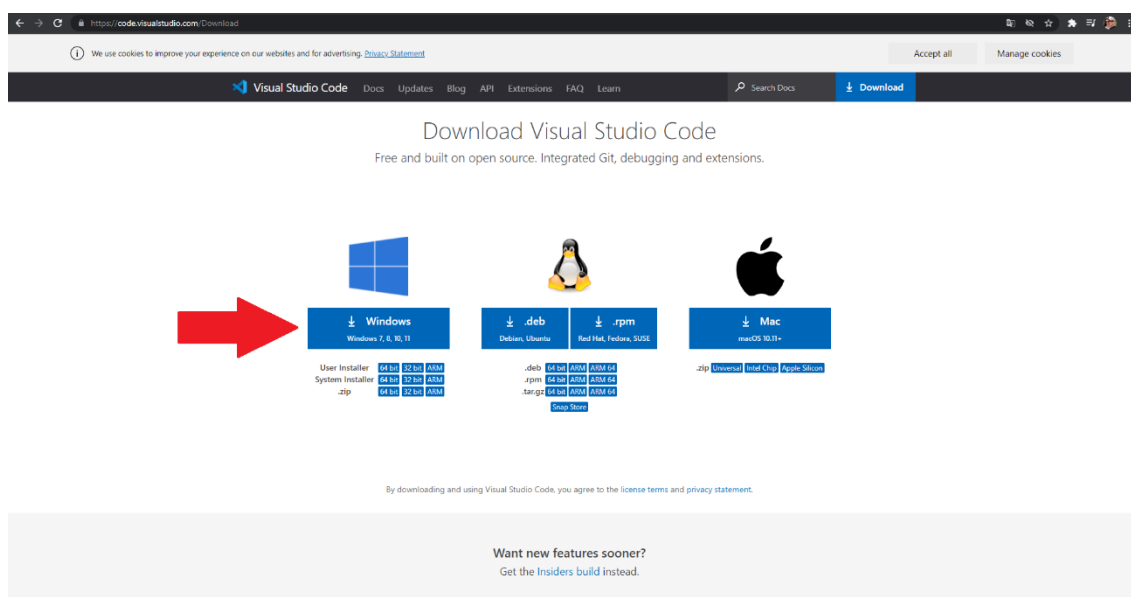 https://code.visualstudio.com/Download
We use cookies to improve your experience on our websites and for advertising. Privacy Statement
Accept all
Manage cookies
Visual Studio Code Docs Updates Blog API Extensions FAQ Learn Search Docs Download
Download Visual Studio Code
Free and built on open source. Integrated Git, debugging and extensions.
Windows
Windows 7, 8, 10, 11
User Installer 64 bit 32 bit ARM
System Installer 64 bit 32 bit ARM
.zip 64 bit 32 bit ARM
.deb
Debian, Ubuntu
.rpm
Red Hat, Fedora, SUSE
.deb 64 bit ARM ARM 64
.rpm 64 bit ARM ARM 64
.tar.gz 64 bit ARM ARM 64
Snap Store
Mac
macOS 10.11+
.zip Universal Intel Chip Apple Silicon
By downloading and using Visual Studio Code, you agree to the license terms and privacy statement.
Want new features sooner?
Get the Insiders build instead.